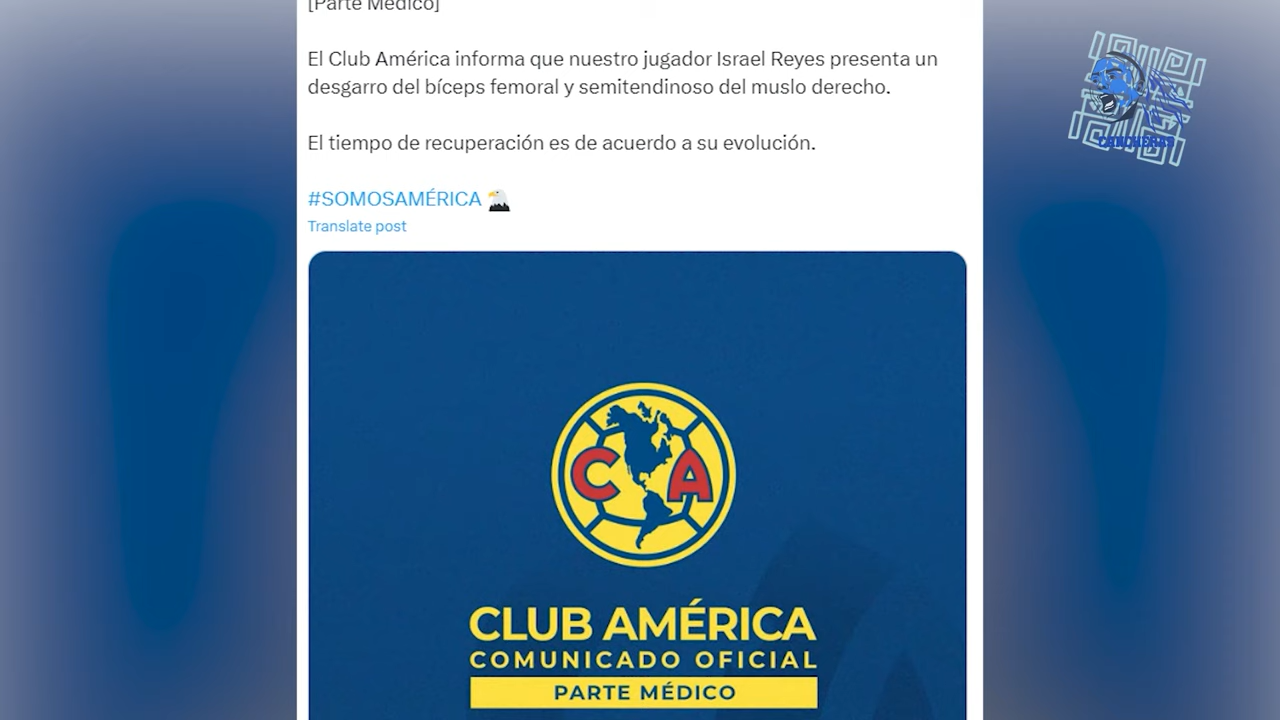 [Parte Médico]
El Club América informa que nuestro jugador Israel Reyes presenta un
desgarro del bíceps femoral y semitendinoso del muslo derecho.
El tiempo de recuperación es de acuerdo a su evolución.
#SOMOSAMÉRICA
Translate post
C A
CLUB AMÉRICA
COMUNICADO OFICIAL
PARTE MÉDICO